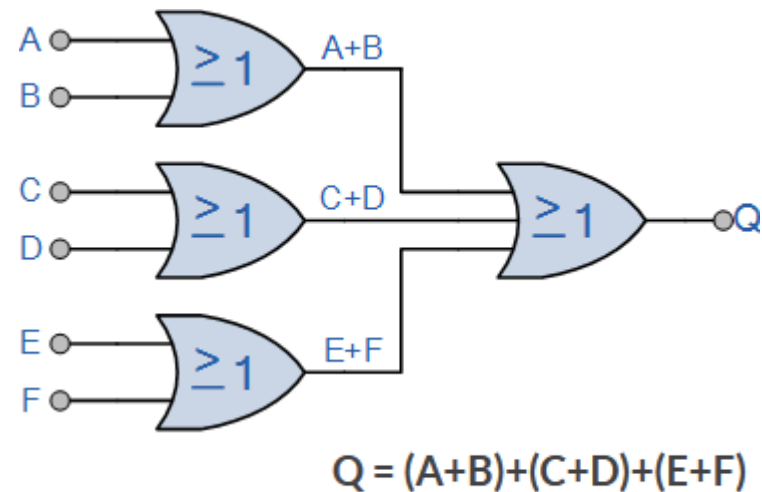 A
B
≥1
A+B
C
D
≥1
C+D
≥1
Q
E
F
≥1
E+F
Q = (A+B)+(C+D)+(E+F)